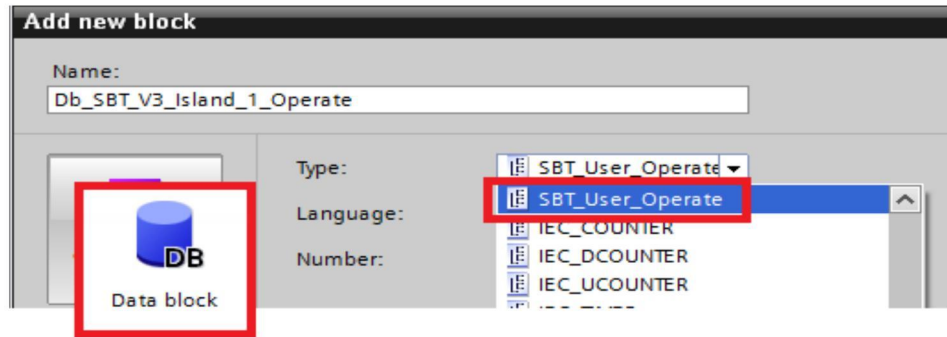 Add new block
Name:
Db_SBT_V3_Island_1_Operate
Type:
SBT_User_Operate
SBT_User_Operate
Language:
IEC_COUNTER
Number:
IEC_DCOUNTER
IEC_UCOUNTER
DB
Data block